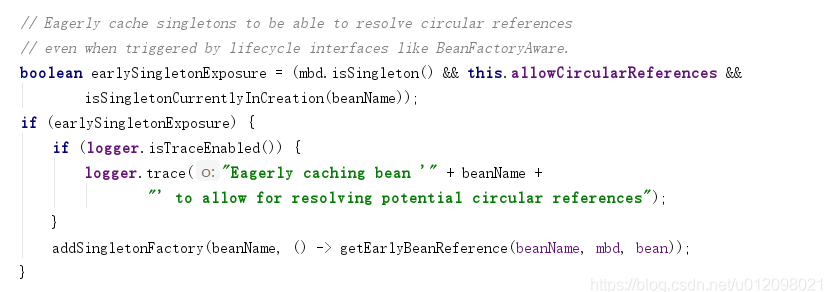 // Eagerly cache singletons to be able to resolve circular references
// even when triggered by lifecycle interfaces like BeanFactoryAware.
boolean earlySingletonExposure = (mbd.isSingleton() && this.allowCircularReferences &&
        isSingletonCurrentlyInCreation(beanName));
if (earlySingletonExposure) {
    if (logger.isTraceEnabled()) {
        logger.trace( o: "Eagerly caching bean '" + beanName +
                "' to allow for resolving potential circular references");
    }
    addSingletonFactory(beanName, () -> getEarlyBeanReference(beanName, mbd, bean));
}
https://blog.csdn.net/u012098021